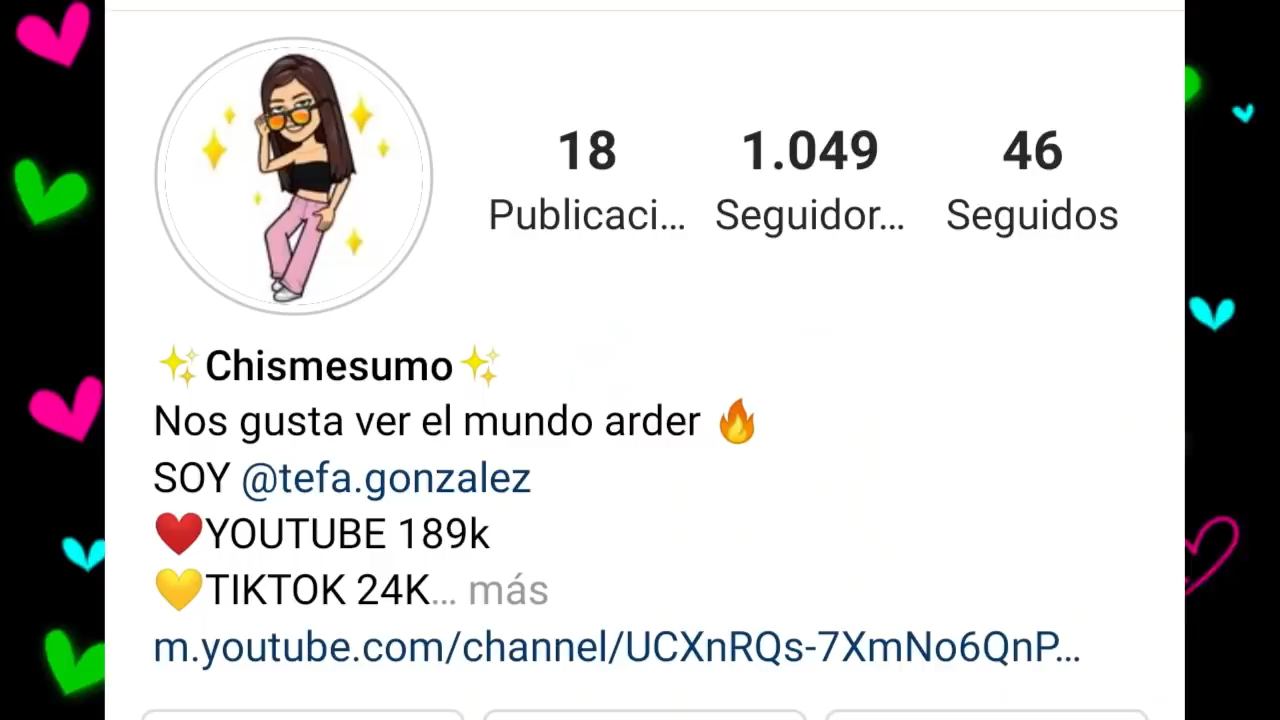 18 1.049 46
Publicaci... Seguidor... Seguidos
✨Chismesumo✨
Nos gusta ver el mundo arder 🔥
SOY @tefa.gonzalez
❤️YOUTUBE 189k
💛TIKTOK 24K... más
m.youtube.com/channel/UCXnRQs-7XmNo6QnP...